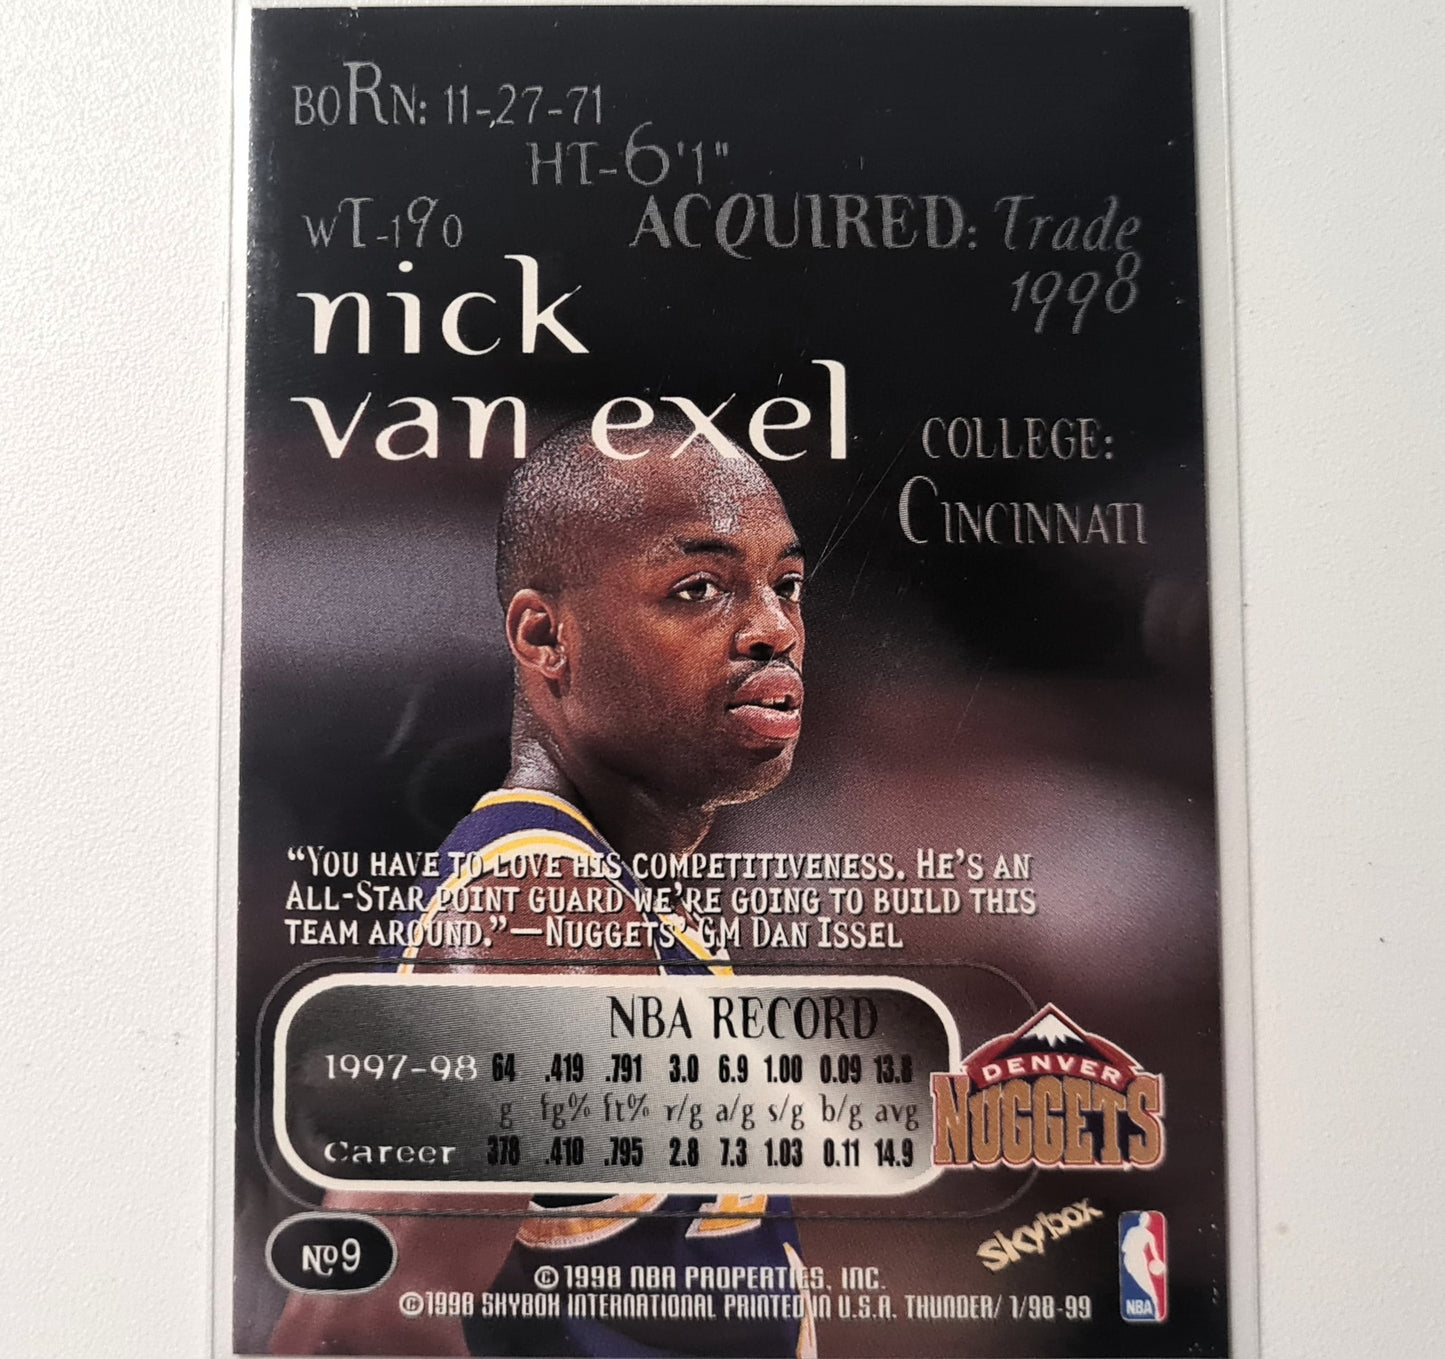 BORN: 11-27-71
HT-6'1"
WT-190
ACQUIRED: Trade
1998
nick
van exel
COLLEGE:
CINCINNATI
"YOU HAVE TO LOVE HIS COMPETITIVENESS. HE'S AN
ALL-STAR POINT GUARD WE'RE GOING TO BUILD THIS
TEAM AROUND."—NUGGETS' GM DAN ISSEL
NBA RECORD
1997-98 64 .419 .791 3.0 6.9 1.00 0.09 13.8
g fg% ft% r/g a/g s/g b/g avg
Career 378 .410 .795 2.8 7.3 1.03 0.11 14.9
DENVER
NUGGETS
No 9
skybox
NBA
© 1998 NBA PROPERTIES, INC.
© 1998 SKYBOX INTERNATIONAL PRINTED IN U.S.A. THUNDER/ 1/98-99